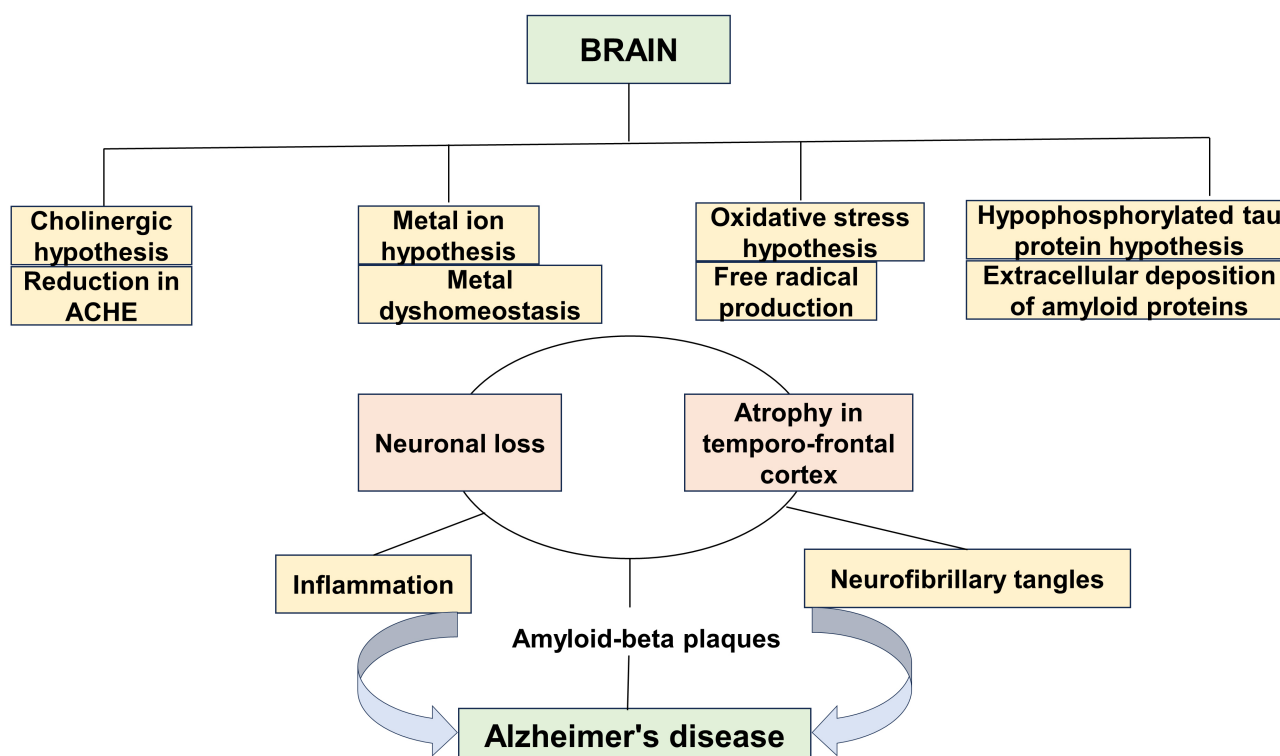 BRAIN
Cholinergic
hypothesis
Reduction in
ACHE
Metal ion
hypothesis
Metal
dyshomeostasis
Oxidative stress
hypothesis
Free radical
production
Hypophosphorylated tau
protein hypothesis
Extracellular deposition
of amyloid proteins
Neuronal loss
Atrophy in
temporo-frontal
cortex
Inflammation
Neurofibrillary tangles
Amyloid-beta plaques
Alzheimer's disease